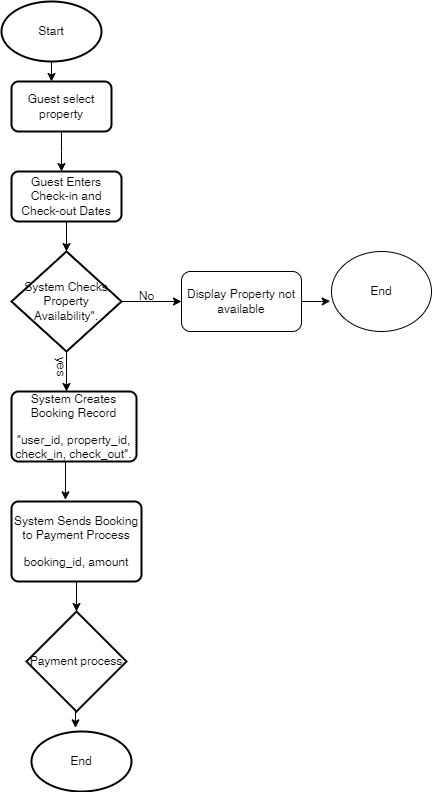 Start
Guest select
property
Guest Enters
Check-in and
Check-out Dates
System Checks
Property
Availability".
No
Display Property not
available
End
yes
System Creates
Booking Record
"user_id, property_id,
check_in, check_out".
System Sends Booking
to Payment Process
booking_id, amount
Payment process
End